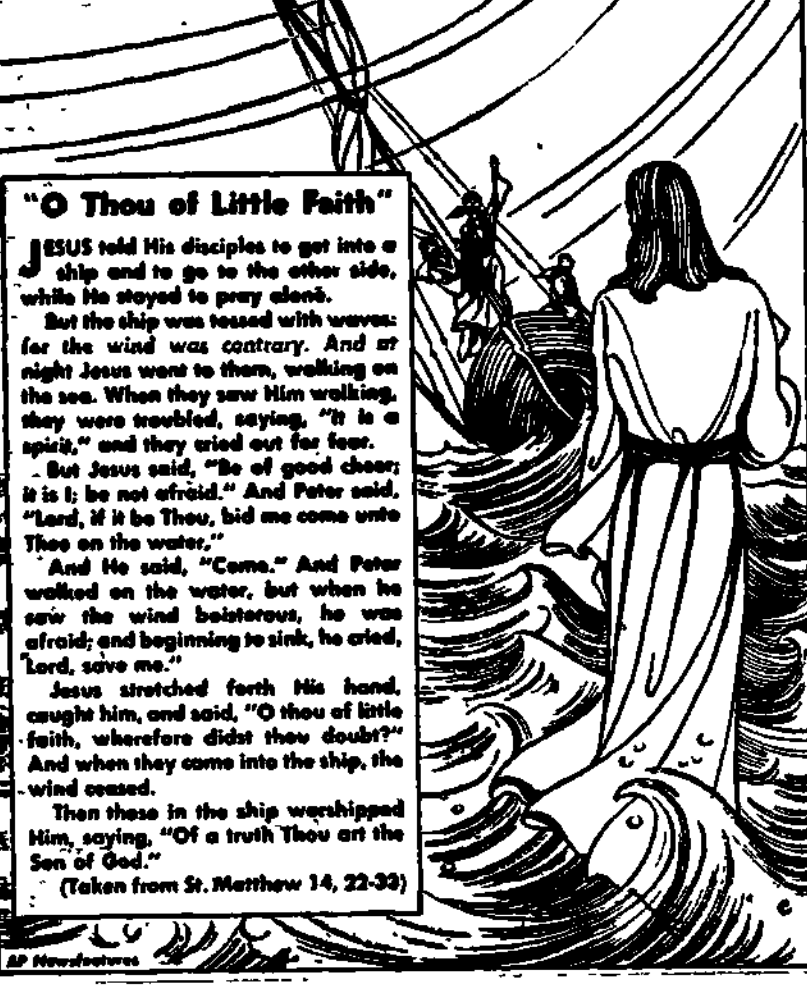 "O Thou of Little Faith"
JESUS told His disciples to get into a
ship and to go to the other side,
while He stayed to pray alone.
But the ship was tossed with waves:
for the wind was contrary. And at
night Jesus went to them, walking on
the sea. When they saw Him walking,
they were troubled, saying, "It is a
spirit," and they cried out for fear.
But Jesus said, "Be of good cheer;
it is I; be not afraid." And Peter said,
"Lord, if it be Thou, bid me come unto
Thee on the water,"
And He said, "Come." And Peter
walked on the water, but when he
saw the wind boisterous, he was
afraid; and beginning to sink, he cried,
"Lord, save me."
Jesus stretched forth His hand,
caught him, and said, "O thou of little
faith, wherefore didst thou doubt?"
And when they came into the ship, the
wind ceased.
Then those in the ship worshipped
Him, saying, "Of a truth Thou art the
Son of God."
(Taken from St. Matthew 14, 22-33)
AP Newsfeatures